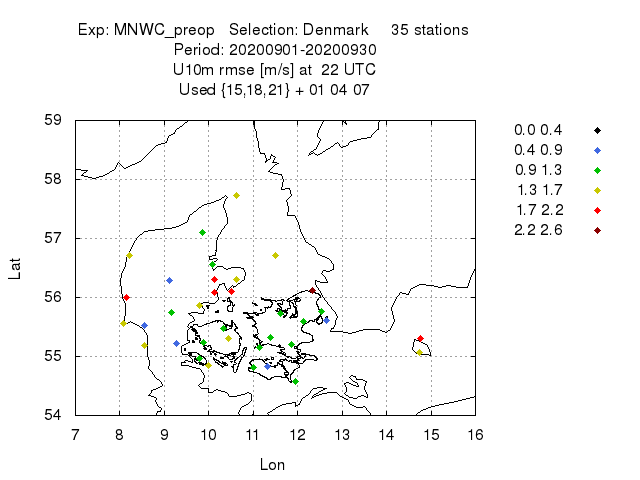 Exp: MNWC_preop Selection: Denmark 35 stations
Period: 20200901-20200930
U10m rmse [m/s] at 22 UTC
Used {15,18,21} + 01 04 07
59
58
57
56
55
54
Lat
7 8 9 10 11 12 13 14 15 16
Lon
0.0 0.4
0.4 0.9
0.9 1.3
1.3 1.7
1.7 2.2
2.2 2.6